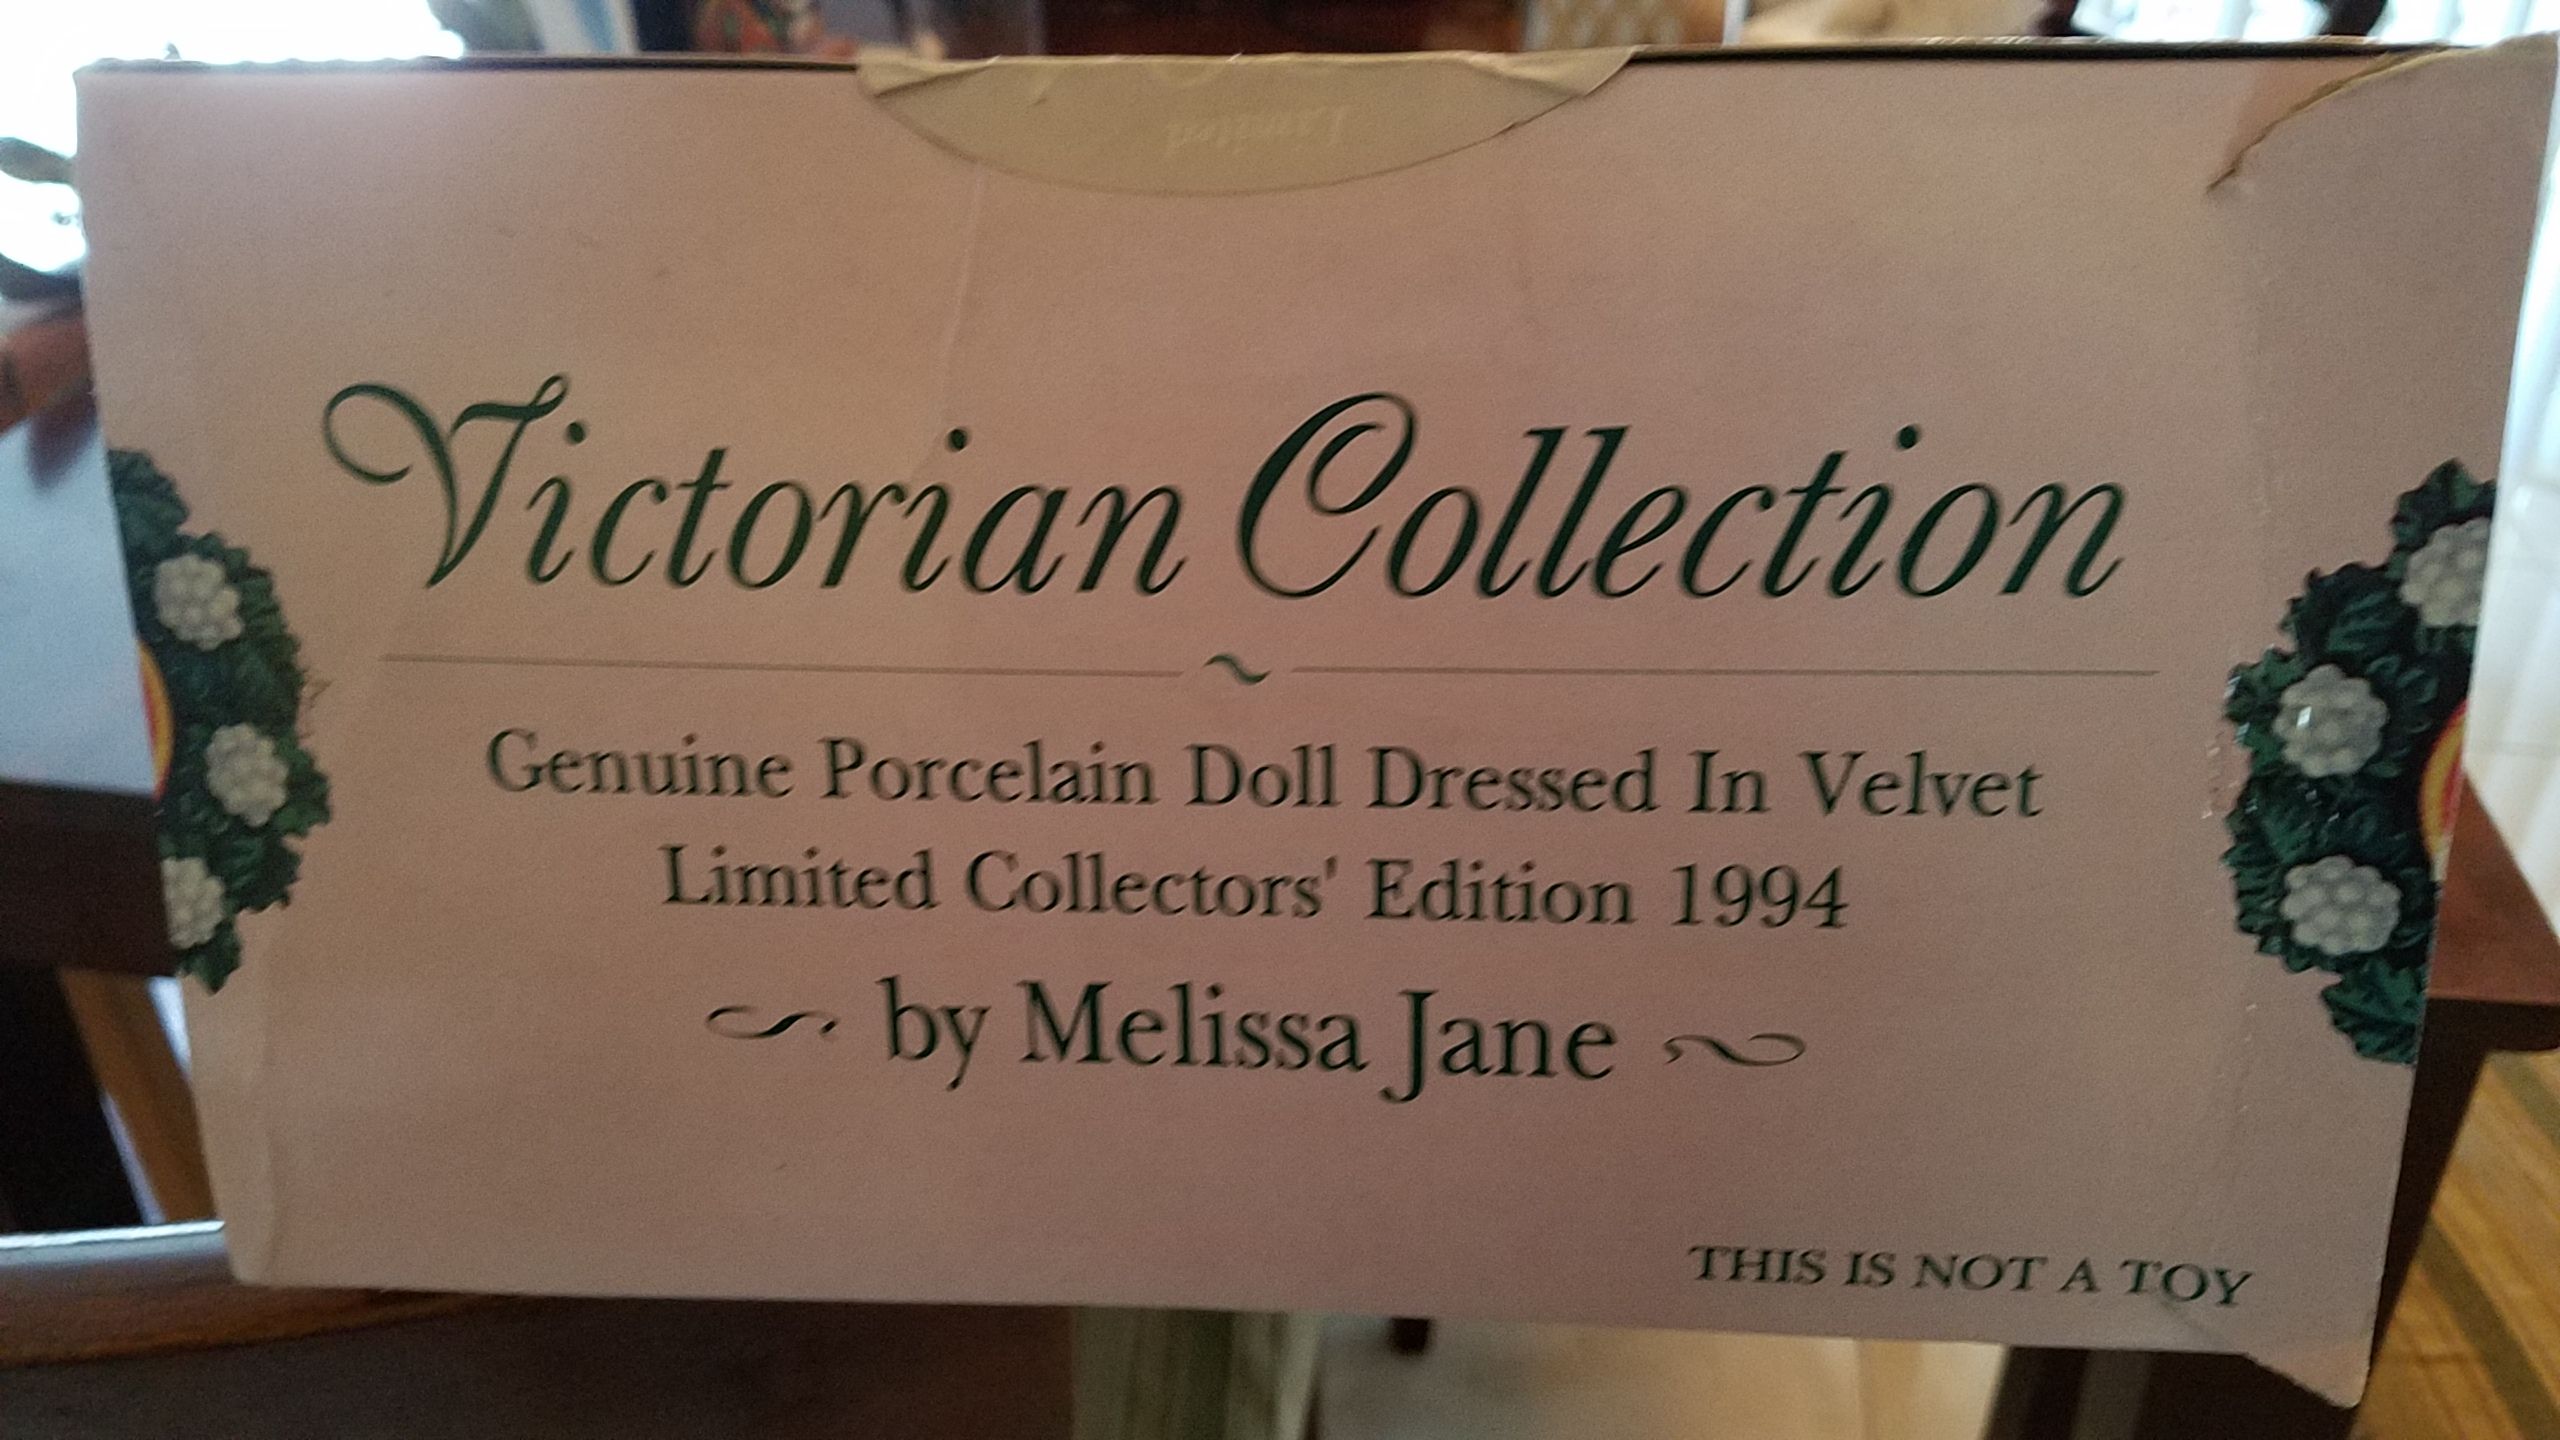 Limited
Victorian Collection
Genuine Porcelain Doll Dressed In Velvet
Limited Collectors' Edition 1994
by Melissa Jane
THIS IS NOT A TOY